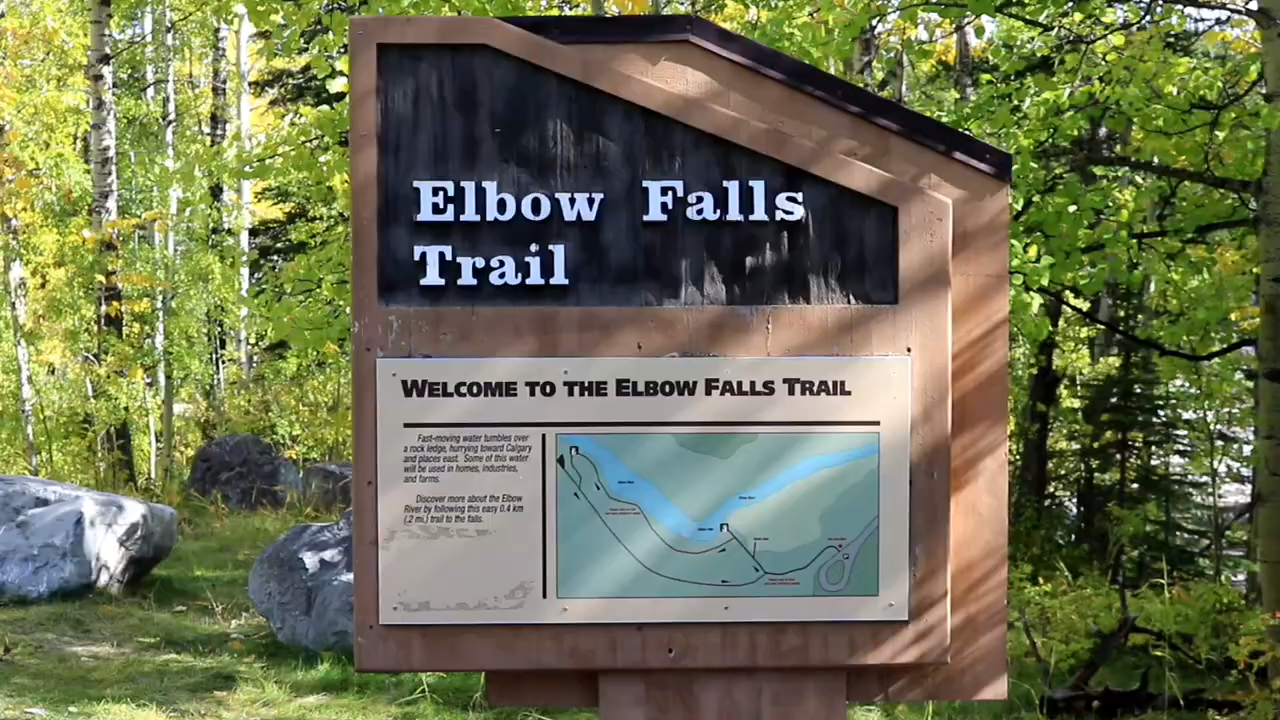 Elbow Falls
Trail
WELCOME TO THE ELBOW FALLS TRAIL
Fast-moving water tumbles over
a rock ledge, hurrying toward Calgary
and places east. Some of this water
will be used in homes, industries,
and farms.
Discover more about the Elbow
River by following this easy 0.4 km
(.2 mi.) trail to the falls.